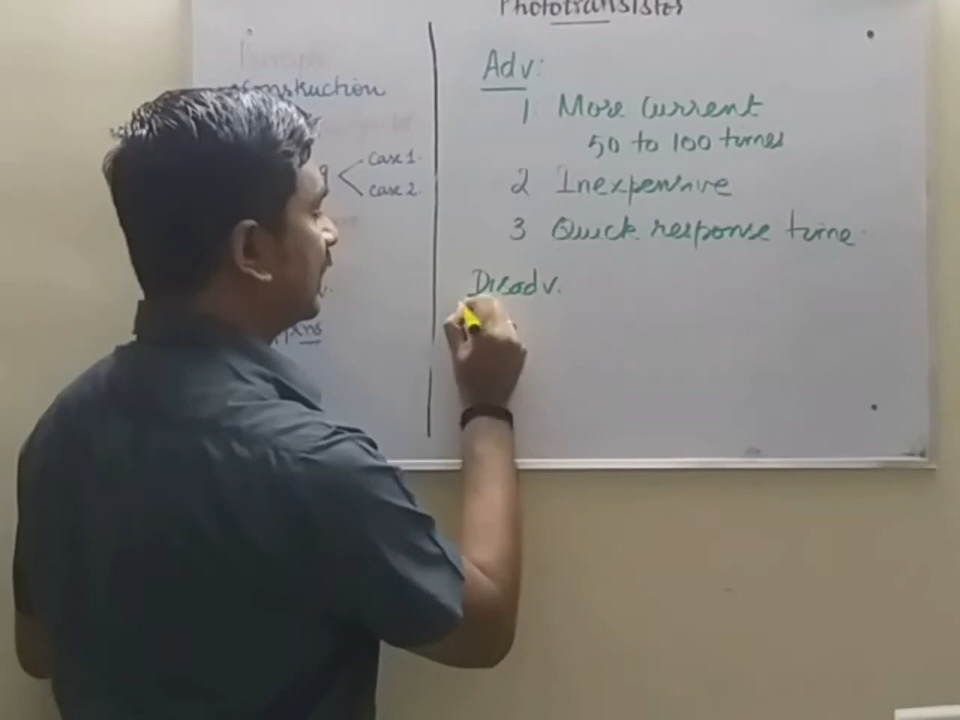 Phototransistor
Construction
Case 1.
Case 2.
Adv:
1 More Current
50 to 100 times
2 Inexpensive
3 Quick response time.
Disadv.